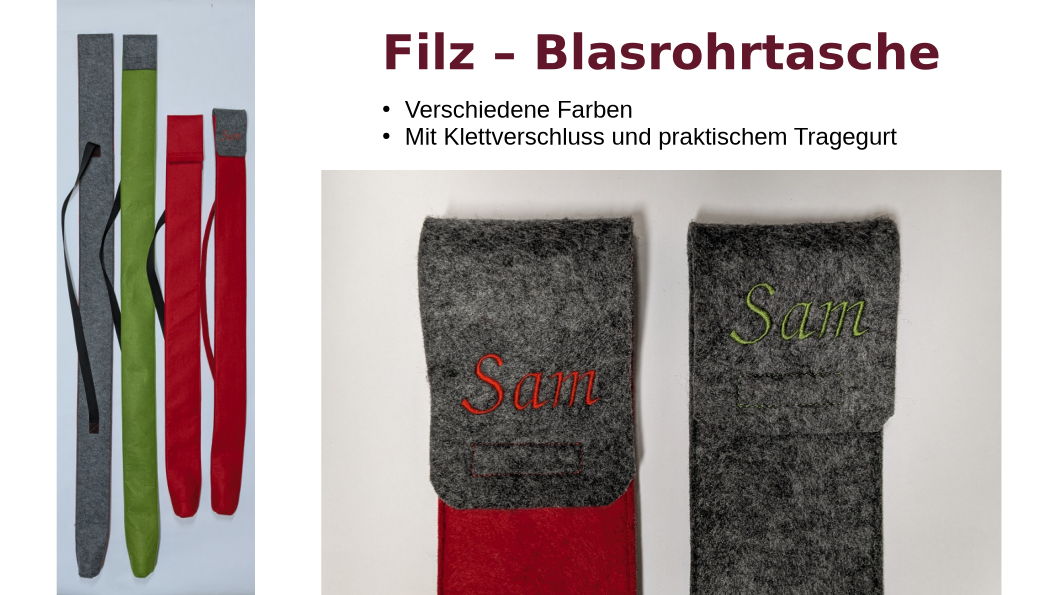 Filz – Blasrohrtasche
• Verschiedene Farben
• Mit Klettverschluss und praktischem Tragegurt
Sam
Sam